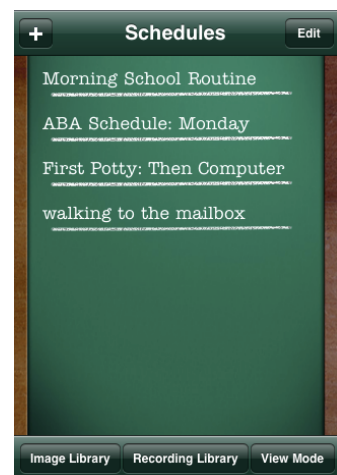 + Schedules Edit
Morning School Routine
ABA Schedule: Monday
First Potty: Then Computer
walking to the mailbox
Image Library Recording Library View Mode